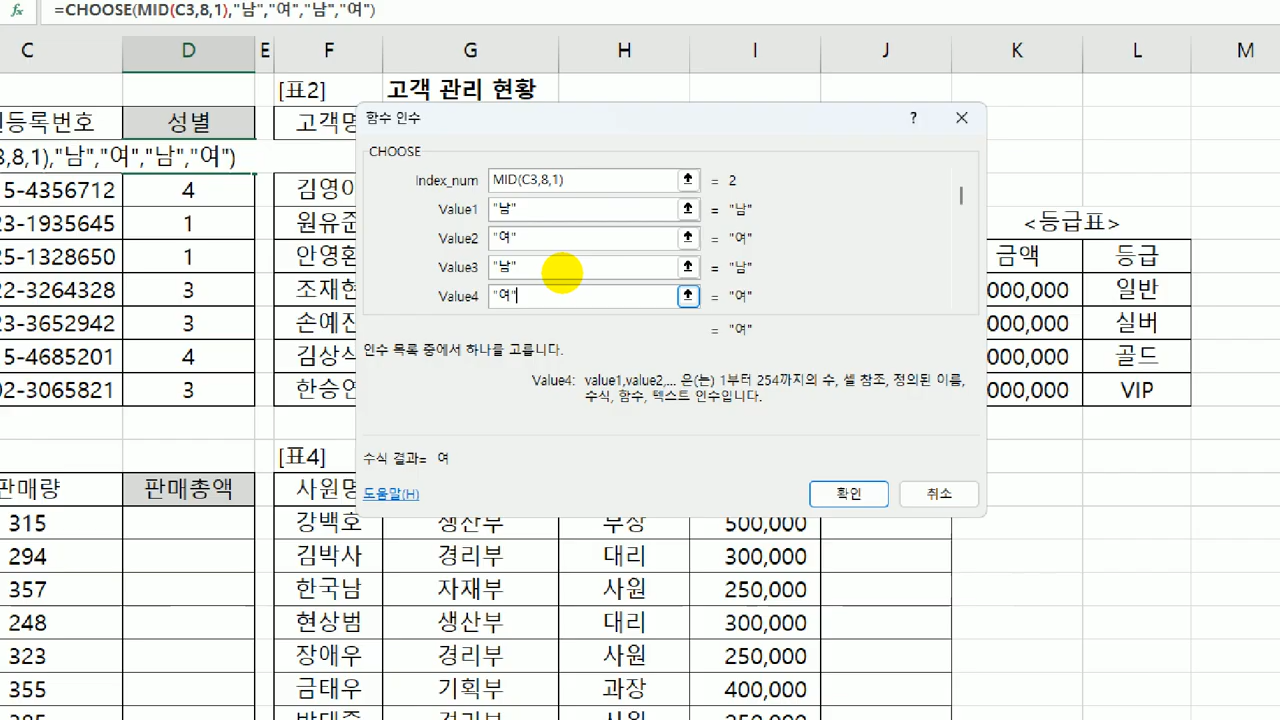 fx =CHOOSE(MID(C3,8,1),"남","여","남","여")
C D E F G H I J K L M
[표2] 고객 관리 현황
등록번호 성별 고객명
3,8,1),"남","여","남","여")
5-4356712 4 김영
23-1935645 1 원유준
25-1328650 1 안영환
22-3264328 3 조재현
23-3652942 3 손예진
5-4685201 4 김상식
02-3065821 3 한승연
함수 인수 ?
CHOOSE
Index_num MID(C3,8,1) = 2
Value1 "남" = "남"
Value2 "여" = "여"
Value3 "남" = "남"
Value4 "여" = "여"
= "여"
인수 목록 중에서 하나를 고릅니다.
Value4: value1,value2,... 은(는) 1부터 254까지의 수, 셀 참조, 정의된 이름,
수식, 함수, 텍스트 인수입니다.
수식 결과= 여
도움말(H) 확인 취소
<등급표>
금액 등급
000,000 일반
000,000 실버
000,000 골드
000,000 VIP
[표4]
판매량 판매총액 사원명
315 강백호 생산부 부장 500,000
294 김박사 경리부 대리 300,000
357 한국남 자재부 사원 250,000
248 현상범 생산부 대리 300,000
323 장애우 경리부 사원 250,000
355 금태우 기획부 과장 400,000